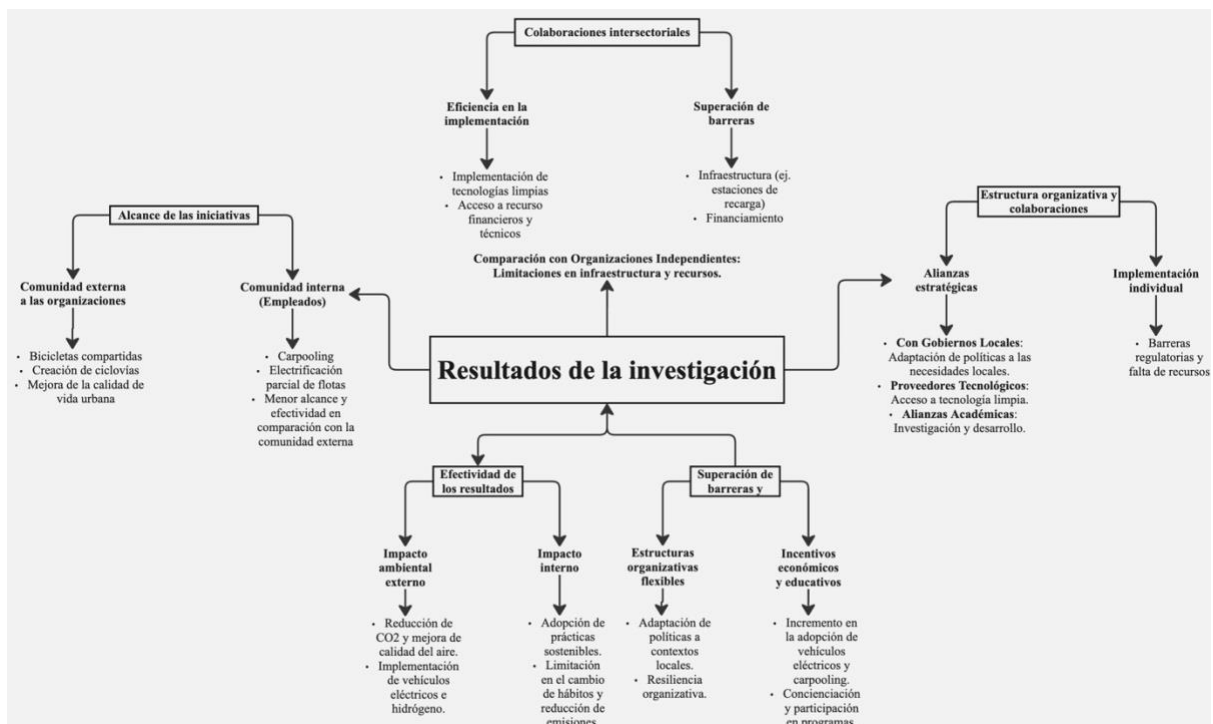 Colaboraciones intersectoriales
Eficiencia en la
implementación
• Implementación de
tecnologías limpias
• Acceso a recurso
financieros y
técnicos
Superación de
barreras
• Infraestructura (ej.
estaciones de
recarga)
• Financiamiento
Comparación con Organizaciones Independientes:
Limitaciones en infraestructura y recursos.
Alcance de las iniciativas
Comunidad externa
a las organizaciones
• Bicicletas compartidas
• Creación de ciclovías
• Mejora de la calidad de
vida urbana
Comunidad interna
(Empleados)
• Carpooling
• Electrificación
parcial de flotas
• Menor alcance y
efectividad en
comparación con la
comunidad externa
Resultados de la investigación
Estructura organizativa y
colaboraciones
Alianzas
estratégicas
• Con Gobiernos Locales:
Adaptación de políticas a las
necesidades locales.
• Proveedores Tecnológicos:
Acceso a tecnología limpia.
• Alianzas Académicas:
Investigación y desarrollo.
Implementación
individual
• Barreras
regulatorias y
falta de recursos
Efectividad de
los resultados
Impacto
ambiental
externo
• Reducción de
CO2 y mejora de
calidad del aire.
• Implementación
de vehículos
eléctricos e
hidrógeno.
Impacto
interno
• Adopción de
prácticas
sostenibles.
• Limitación
en el cambio
de hábitos y
reducción de
emisiones
Superación de
barreras y
Estructuras
organizativas
flexibles
• Adaptación de
políticas a
contextos
locales.
• Resiliencia
organizativa.
Incentivos
económicos
y educativos
• Incremento en
la adopción de
vehículos
eléctricos y
carpooling.
• Concienciación
y participación
en programas